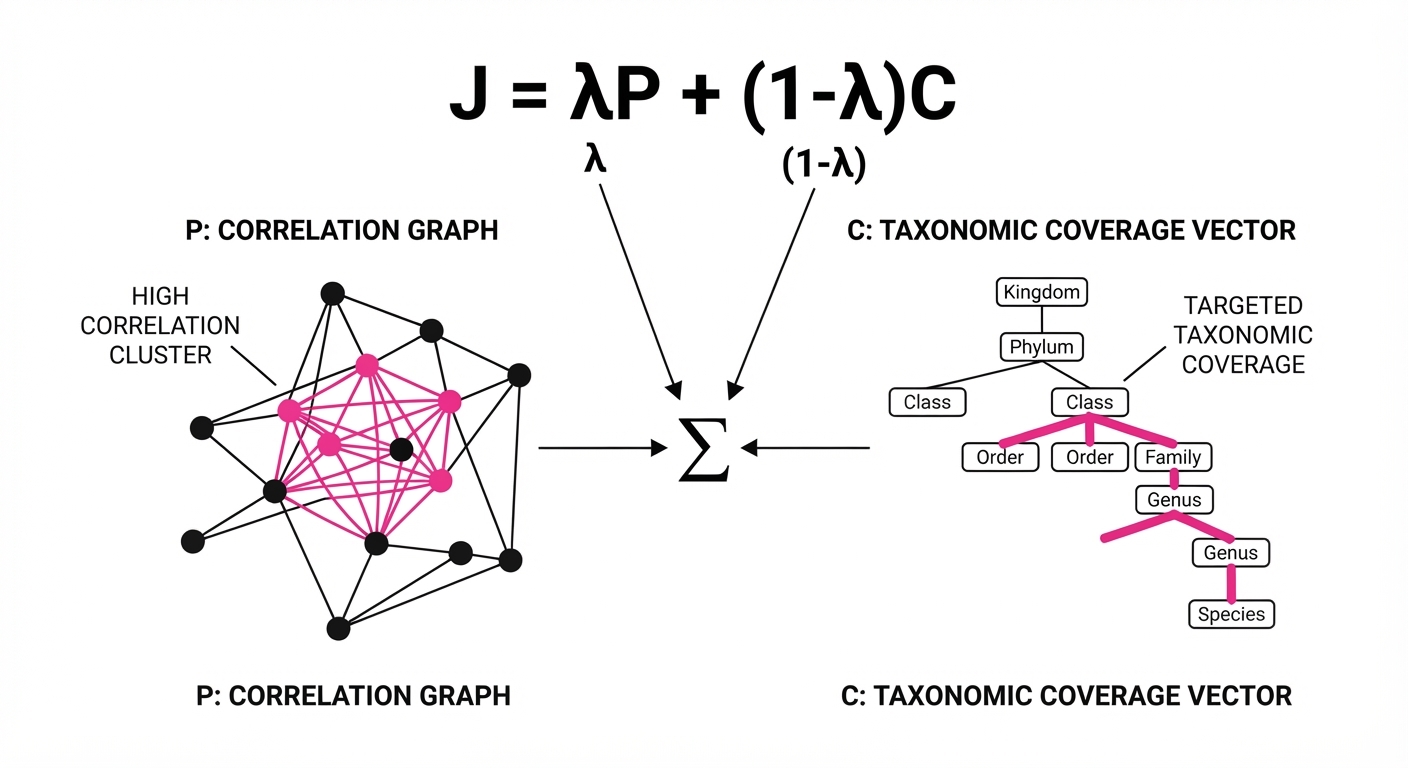 J = λP + (1-λ)C
λ
(1-λ)
P: CORRELATION GRAPH
C: TAXONOMIC COVERAGE VECTOR
HIGH
CORRELATION
CLUSTER
Kingdom
TARGETED
TAXONOMIC
COVERAGE
Phylum
Class
Class
Σ
Order
Order
Family
Genus
Genus
Species
P: CORRELATION GRAPH
C: TAXONOMIC COVERAGE VECTOR